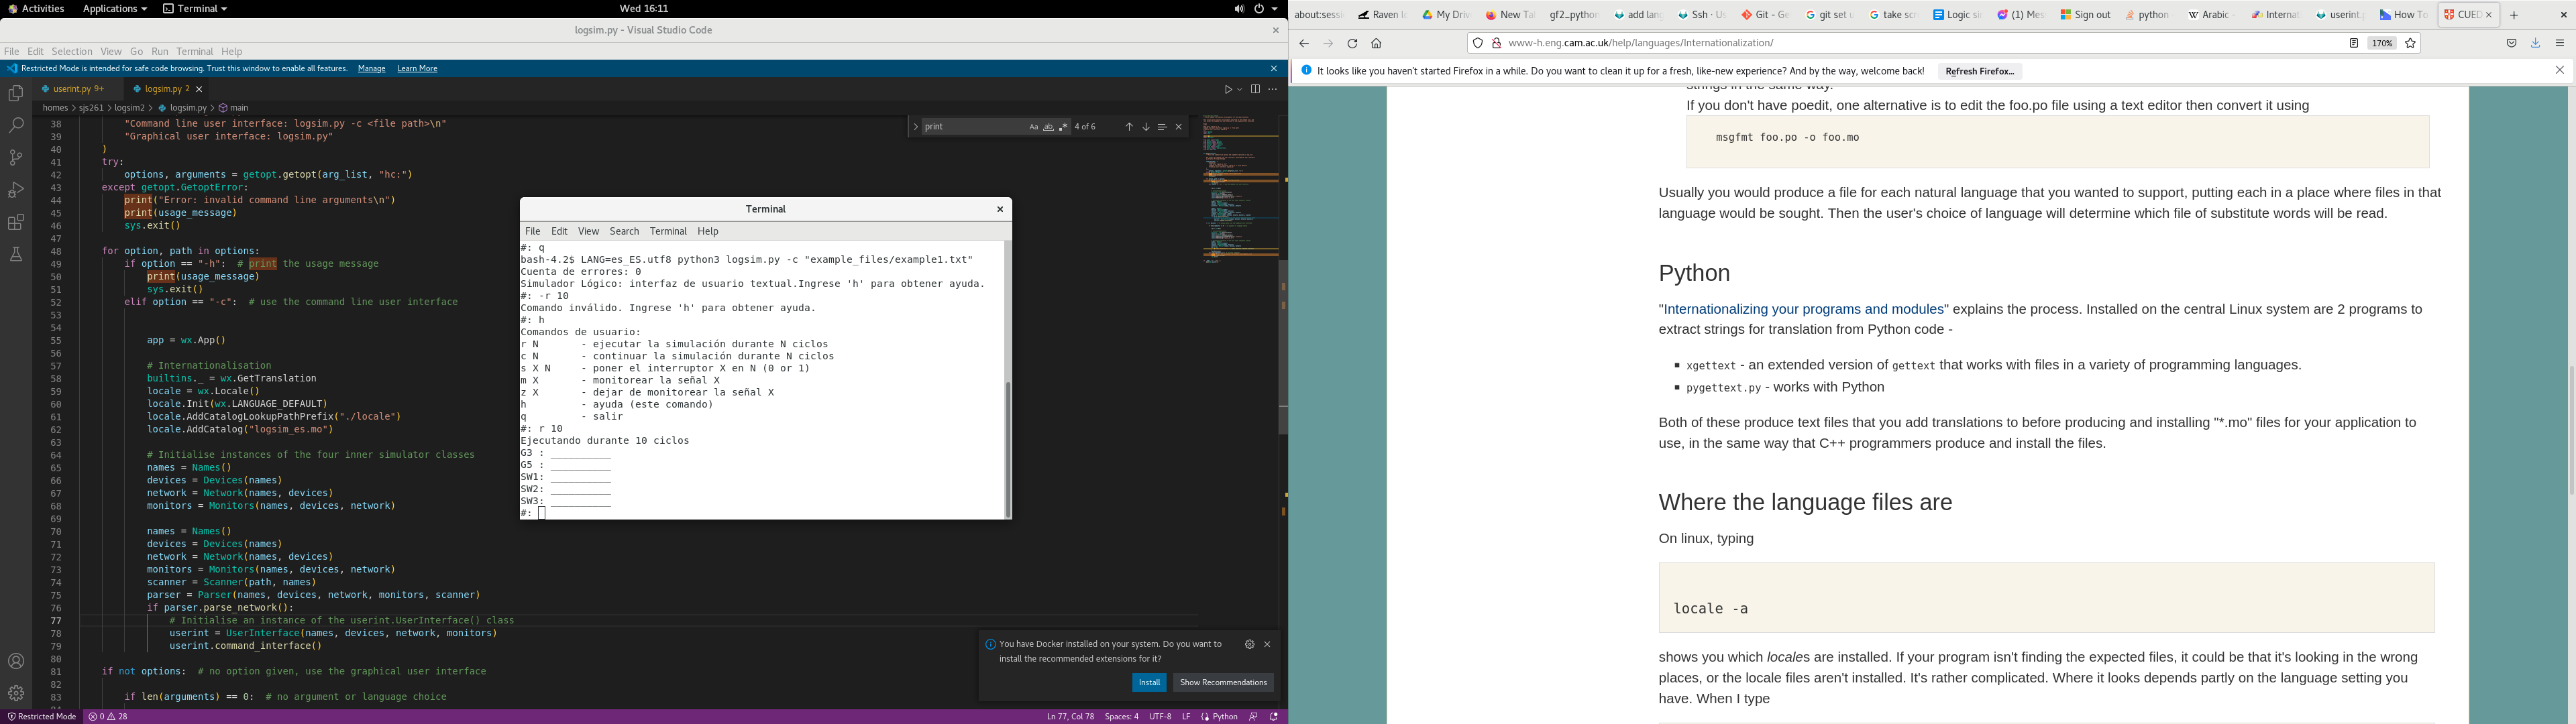 Activities Applications Terminal Wed 16:11
logsim.py - Visual Studio Code
File Edit Selection View Go Run Terminal Help
Restricted Mode is intended for safe code browsing. Trust this window to enable all features. Manage Learn More
userint.py 9+ logsim.py 2
homes > sjs261 > logsim2 > logsim.py > main
print Aa ab 4 of 6
38 "Command line user interface: logsim.py -c <file path>\n"
39 "Graphical user interface: logsim.py"
40 )
41 try:
42 options, arguments = getopt.getopt(arg_list, "hc:")
43 except getopt.GetoptError:
44 print("Error: invalid command line arguments\n")
45 print(usage_message)
46 sys.exit()
47
48 for option, path in options:
49 if option == "-h": # print the usage message
50 print(usage_message)
51 sys.exit()
52 elif option == "-c": # use the command line user interface
53
54
55 app = wx.App()
56
57 # Internationalisation
58 builtins._ = wx.GetTranslation
59 locale = wx.Locale()
60 locale.Init(wx.LANGUAGE_DEFAULT)
61 locale.AddCatalogLookupPathPrefix("./locale")
62 locale.AddCatalog("logsim_es.mo")
63
64 # Initialise instances of the four inner simulator classes
65 names = Names()
66 devices = Devices(names)
67 network = Network(names, devices)
68 monitors = Monitors(names, devices, network)
69
70 names = Names()
71 devices = Devices(names)
72 network = Network(names, devices)
73 monitors = Monitors(names, devices, network)
74 scanner = Scanner(path, names)
75 parser = Parser(names, devices, network, monitors, scanner)
76 if parser.parse_network():
77 # Initialise an instance of the userint.UserInterface() class
78 userint = UserInterface(names, devices, network, monitors)
79 userint.command_interface()
80
81 if not options: # no option given, use the graphical user interface
82
83 if len(arguments) == 0: # no argument or language choice
Terminal
File Edit View Search Terminal Help
#: q
bash-4.2$ LANG=es_ES.utf8 python3 logsim.py -c "example_files/example1.txt"
Cuenta de errores: 0
Simulador Lógico: interfaz de usuario textual.Ingrese 'h' para obtener ayuda.
#: -r 10
Comando inválido. Ingrese 'h' para obtener ayuda.
#: h
Comandos de usuario:
r N - ejecutar la simulación durante N ciclos
c N - continuar la simulación durante N ciclos
s X N - poner el interruptor X en N (0 or 1)
m X - monitorear la señal X
z X - dejar de monitorear la señal X
h - ayuda (este comando)
q - salir
#: r 10
Ejecutando durante 10 ciclos
G3 : __________
G5 : __________
SW1: __________
SW2: __________
SW3: __________
#:
You have Docker installed on your system. Do you want to
install the recommended extensions for it?
Install Show Recommendations
Restricted Mode 0 28 Ln 77, Col 78 Spaces: 4 UTF-8 LF Python
about:sessi Raven lo My Driv New Ta gf2_python add lang Ssh · Us Git - Ge git set u take scr Logic si (1) Mes Sign out python Arabic - Internat userint.p How To CUED
www-h.eng.cam.ac.uk/help/languages/Internationalization/ 170%
It looks like you haven't started Firefox in a while. Do you want to clean it up for a fresh, like-new experience? And by the way, welcome back! Refresh Firefox...
strings in the same way.
If you don't have poedit, one alternative is to edit the foo.po file using a text editor then convert it using
msgfmt foo.po -o foo.mo
Usually you would produce a file for each natural language that you wanted to support, putting each in a place where files in that
language would be sought. Then the user's choice of language will determine which file of substitute words will be read.
Python
"Internationalizing your programs and modules" explains the process. Installed on the central Linux system are 2 programs to
extract strings for translation from Python code -
xgettext - an extended version of gettext that works with files in a variety of programming languages.
pygettext.py - works with Python
Both of these produce text files that you add translations to before producing and installing "*.mo" files for your application to
use, in the same way that C++ programmers produce and install the files.
Where the language files are
On linux, typing
locale -a
shows you which locales are installed. If your program isn't finding the expected files, it could be that it's looking in the wrong
places, or the locale files aren't installed. It's rather complicated. Where it looks depends partly on the language setting you
have. When I type